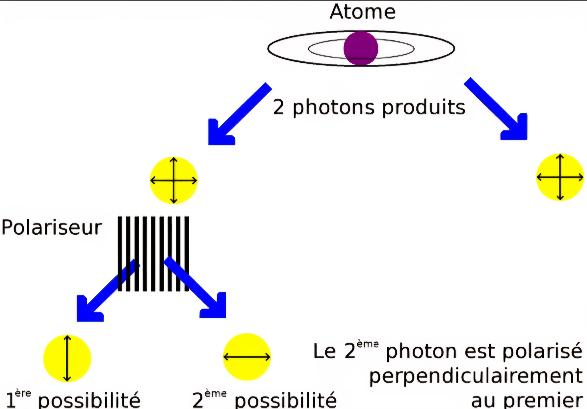 Atome
2 photons produits
Polariseur
Le 2ème photon est polarisé
perpendiculairement
au premier
1ère possibilité
2ème possibilité